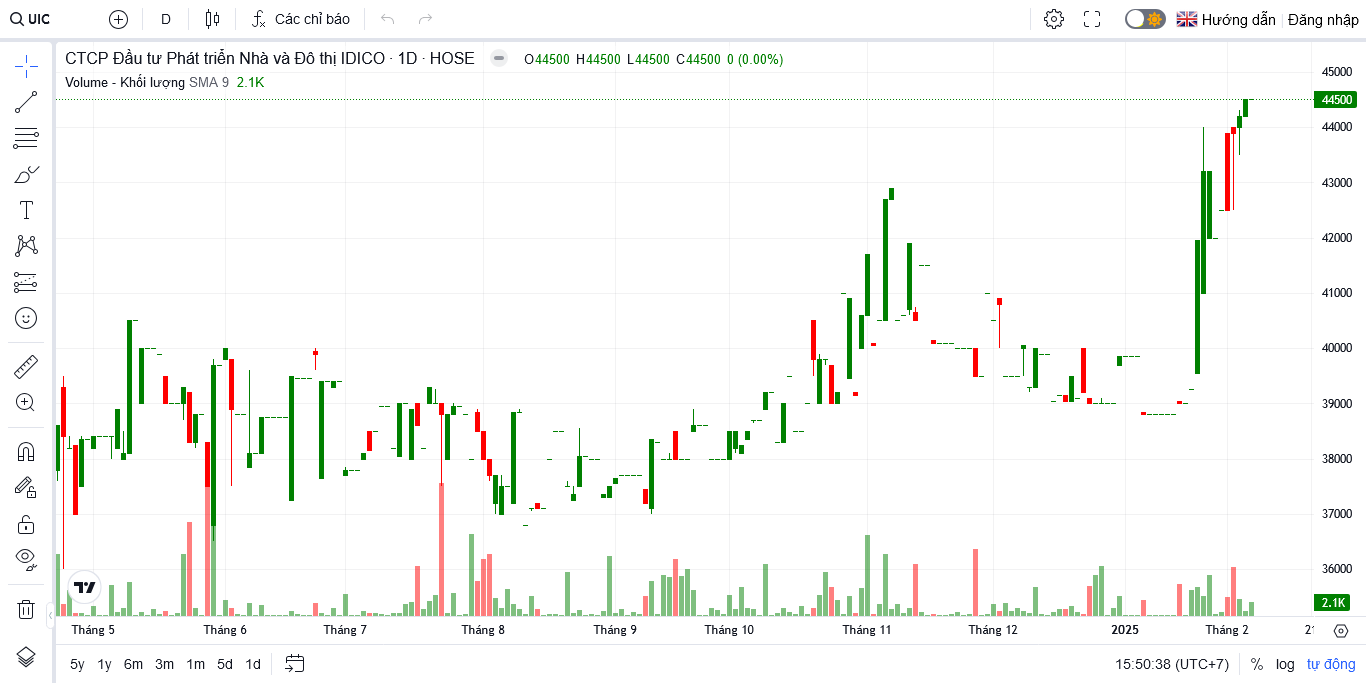 UIC D Các chỉ báo Hướng dẫn Đăng nhập
CTCP Đầu tư Phát triển Nhà và Đô thị IDICO · 1D · HOSE O44500 H44500 L44500 C44500 0 (0.00%)
Volume - Khối lượng SMA 9 2.1K
45000
44500
44000
43000
42000
41000
40000
39000
38000
37000
36000
2.1K
Tháng 5 Tháng 6 Tháng 7 Tháng 8 Tháng 9 Tháng 10 Tháng 11 Tháng 12 2025 Tháng 2
5y 1y 6m 3m 1m 5d 1d 15:50:38 (UTC+7) % log tự động